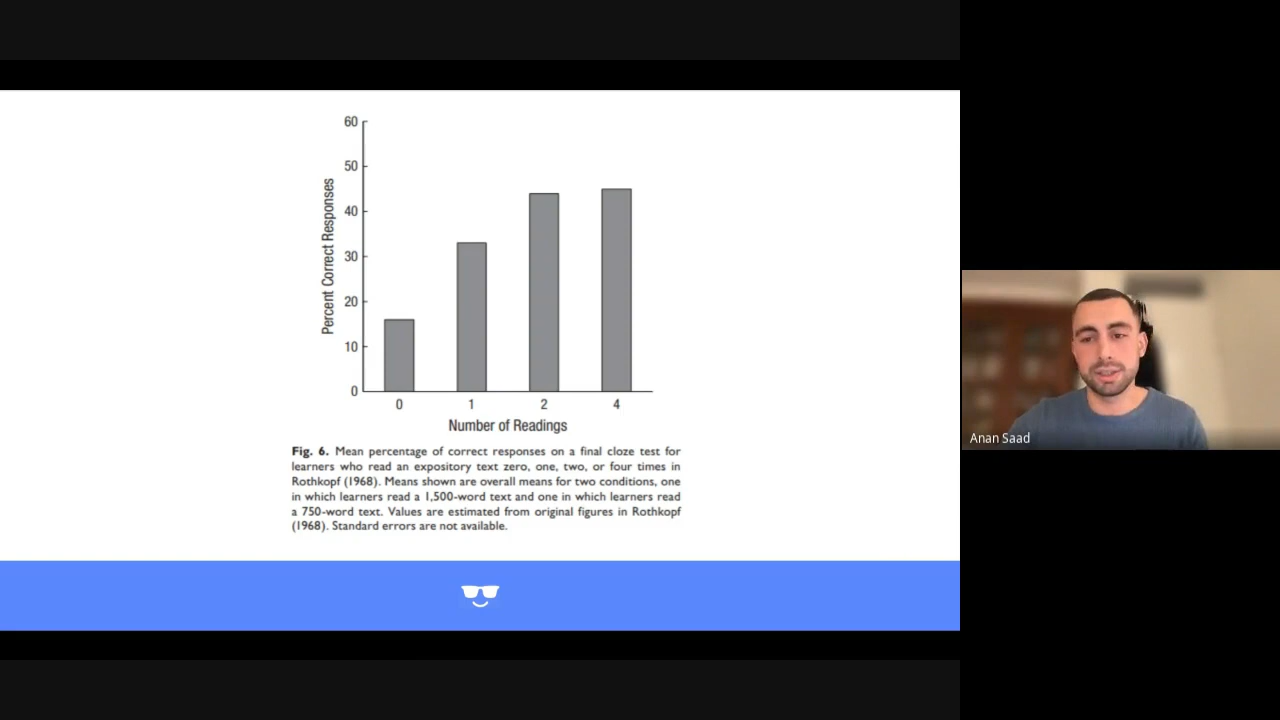 60
50
40
30
20
10
0
Percent Correct Responses
0 1 2 4
Number of Readings
Fig. 6. Mean percentage of correct responses on a final cloze test for
learners who read an expository text zero, one, two, or four times in
Rothkopf (1968). Means shown are overall means for two conditions, one
in which learners read a 1,500-word text and one in which learners read
a 750-word text. Values are estimated from original figures in Rothkopf
(1968). Standard errors are not available.
Anan Saad